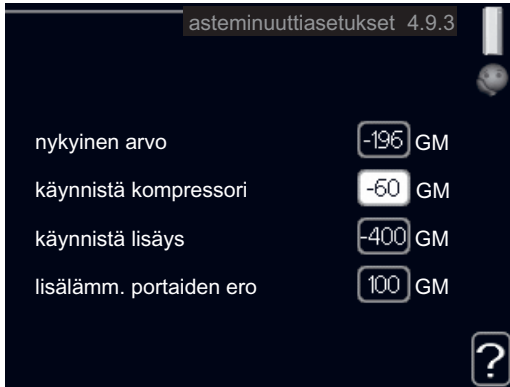 asteminuuttiasetukset 4.9.3
nykyinen arvo -196 GM
käynnistä kompressori -60 GM
käynnistä lisäys -400 GM
lisälämm. portaiden ero 100 GM
?